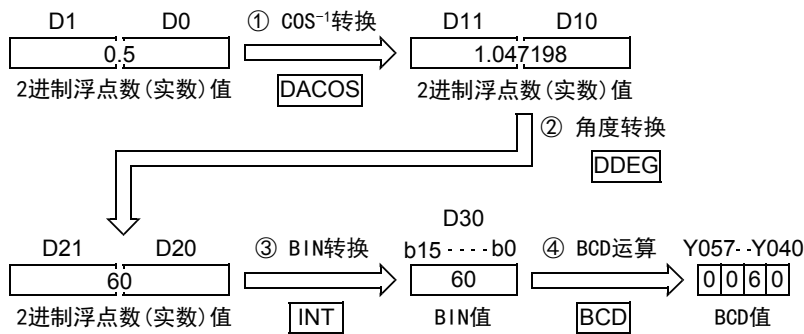 D1 D0 ① COS⁻¹转换 D11 D10
0.5 1.047198
2进制浮点数(实数)值 DACOS 2进制浮点数(实数)值
② 角度转换
DDEG
D30
D21 D20 ③ BIN转换 b15----b0 ④ BCD运算 Y057--Y040
60 60 0 0 6 0
2进制浮点数(实数)值 INT BIN值 BCD BCD值